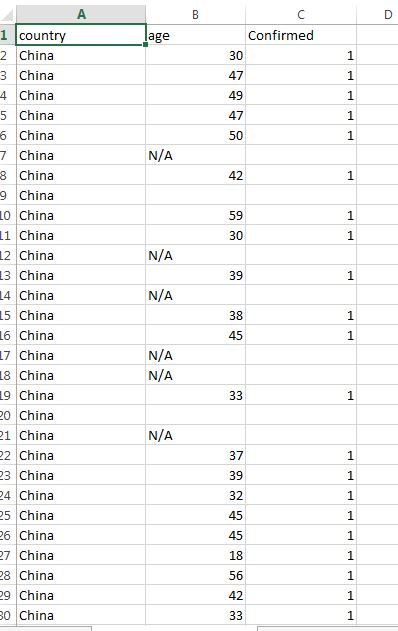 A B C D
1 country age Confirmed
2 China 30 1
3 China 47 1
4 China 49 1
5 China 47 1
6 China 50 1
7 China N/A
8 China 42 1
9 China
10 China 59 1
11 China 30 1
12 China N/A
13 China 39 1
14 China N/A
15 China 38 1
16 China 45 1
17 China N/A
18 China N/A
19 China 33 1
20 China
21 China N/A
22 China 37 1
23 China 39 1
24 China 32 1
25 China 45 1
26 China 45 1
27 China 18 1
28 China 56 1
29 China 42 1
30 China 33 1